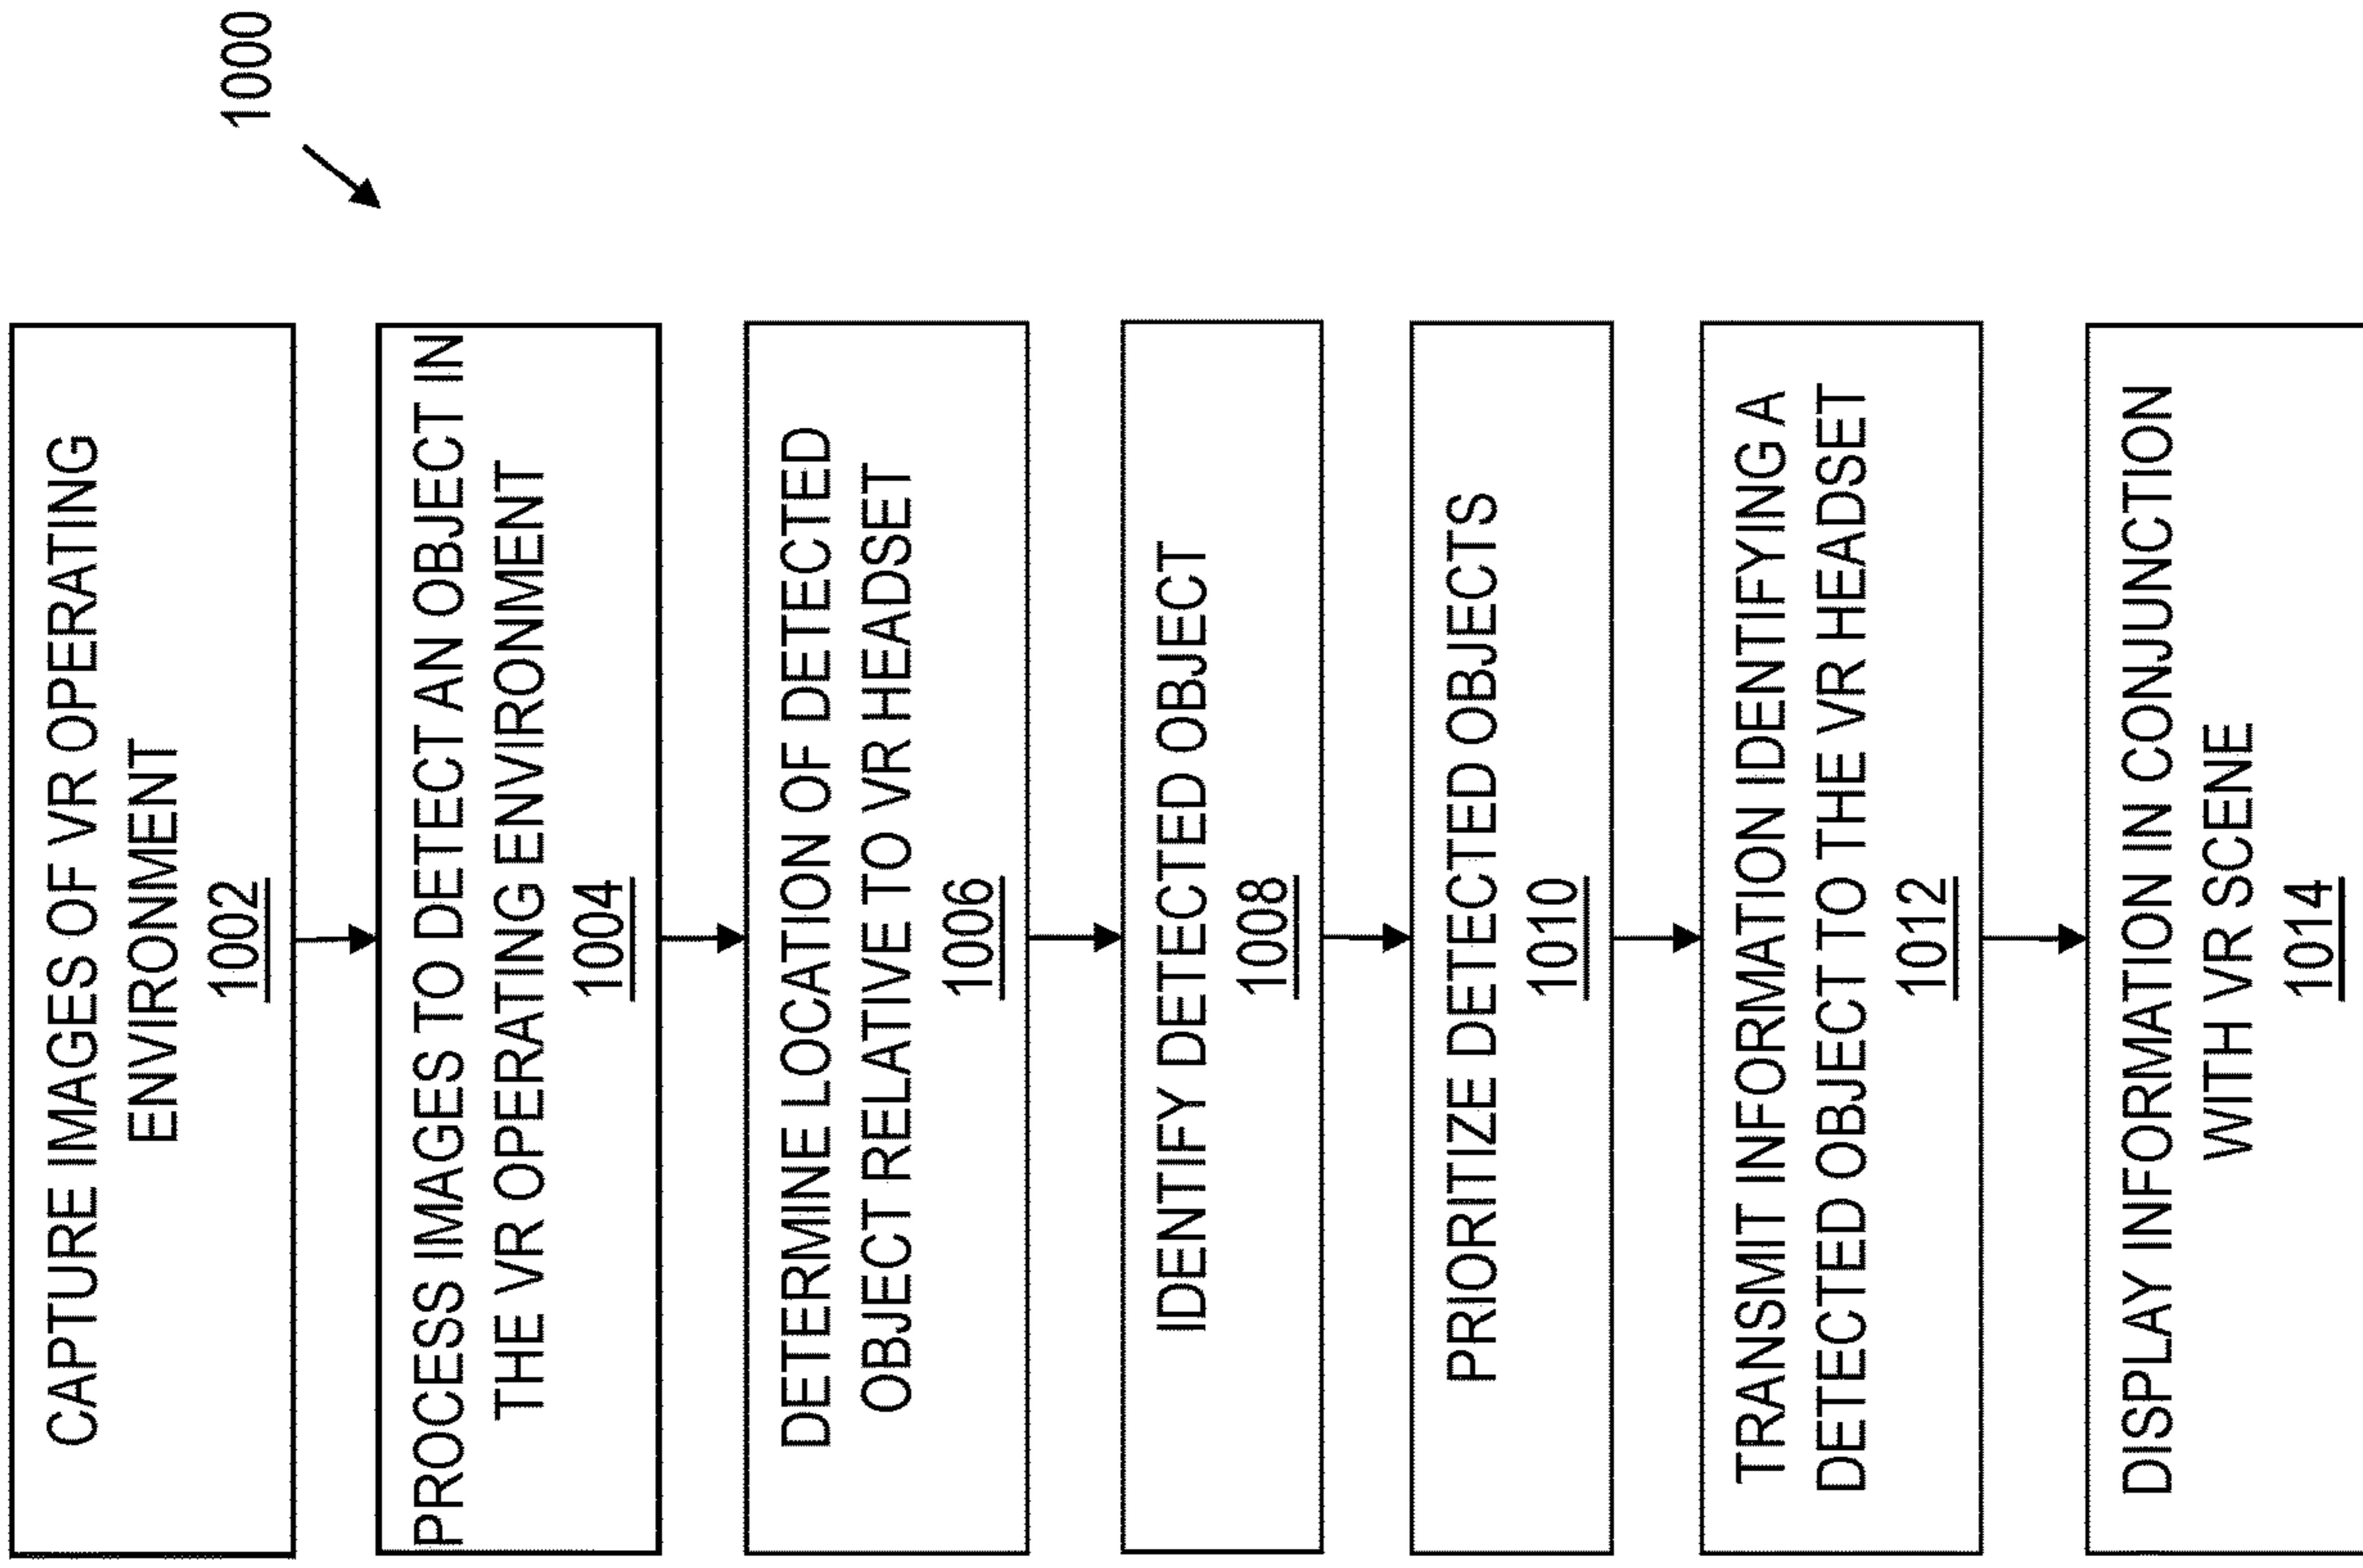 1000
CAPTURE IMAGES OF VR OPERATING
ENVIRONMENT
1002
PROCESS IMAGES TO DETECT AN OBJECT IN
THE VR OPERATING ENVIRONMENT
1004
DETERMINE LOCATION OF DETECTED
OBJECT RELATIVE TO VR HEADSET
1006
IDENTIFY DETECTED OBJECT
1008
PRIORITIZE DETECTED OBJECTS
1010
TRANSMIT INFORMATION IDENTIFYING A
DETECTED OBJECT TO THE VR HEADSET
1012
DISPLAY INFORMATION IN CONJUNCTION
WITH VR SCENE
1014